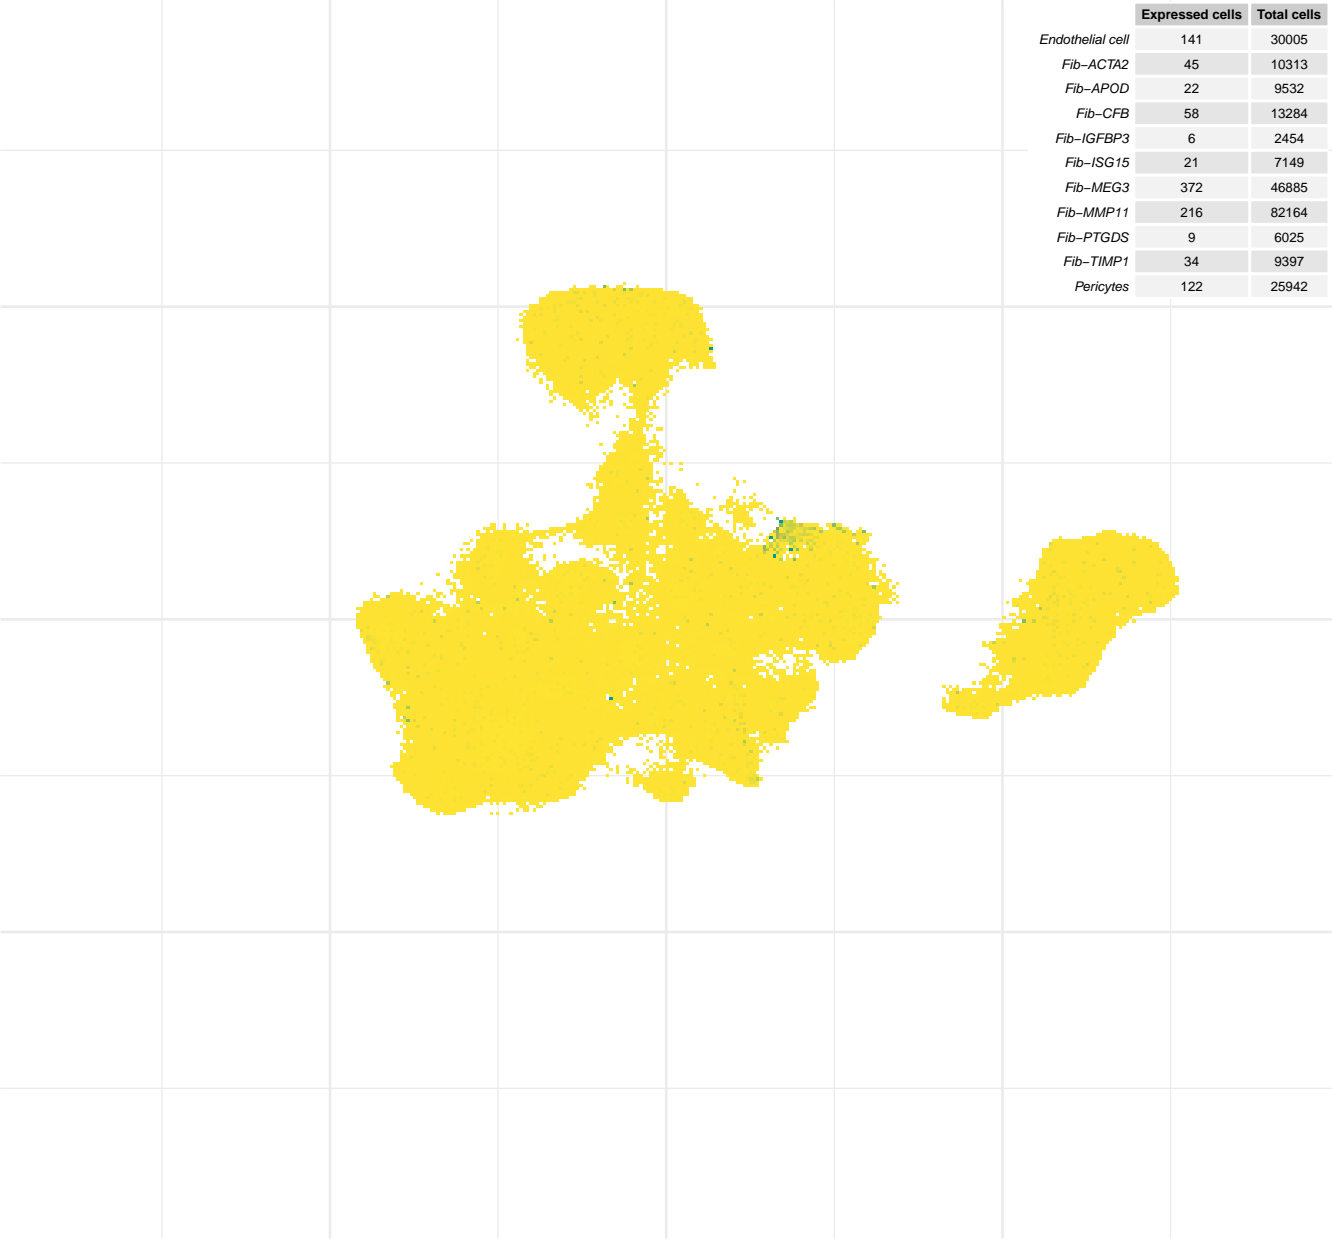 Expressed cells Total cells
Endothelial cell 141 30005
Fib−ACTA2 45 10313
Fib−APOD 22 9532
Fib−CFB 58 13284
Fib−IGFBP3 6 2454
Fib−ISG15 21 7149
Fib−MEG3 372 46885
Fib−MMP11 216 82164
Fib−PTGDS 9 6025
Fib−TIMP1 34 9397
Pericytes 122 25942